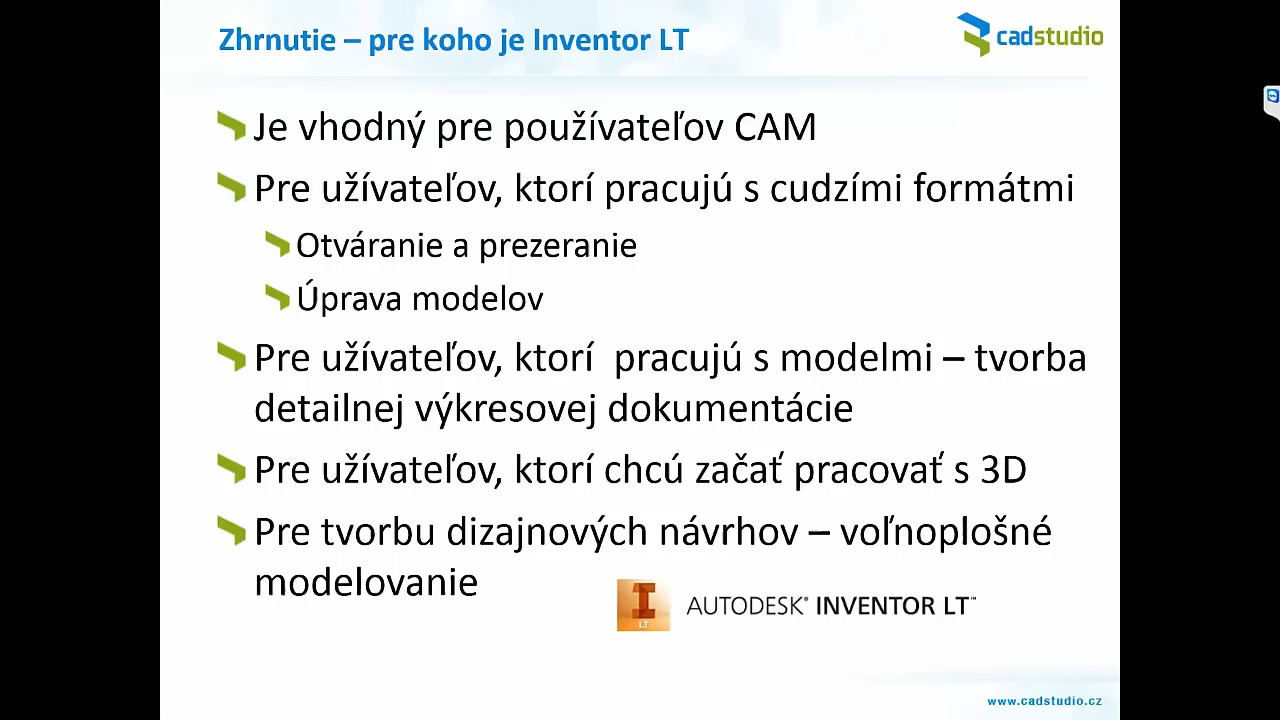 Zhrnutie – pre koho je Inventor LT
cadstudio
Je vhodný pre používateľov CAM
Pre užívateľov, ktorí pracujú s cudzími formátmi
Otváranie a prezeranie
Úprava modelov
Pre užívateľov, ktorí pracujú s modelmi – tvorba
detailnej výkresovej dokumentácie
Pre užívateľov, ktorí chcú začať pracovať s 3D
Pre tvorbu dizajnových návrhov – voľnoplošné
modelovanie
I
LT
AUTODESK® INVENTOR LT™
www.cadstudio.cz